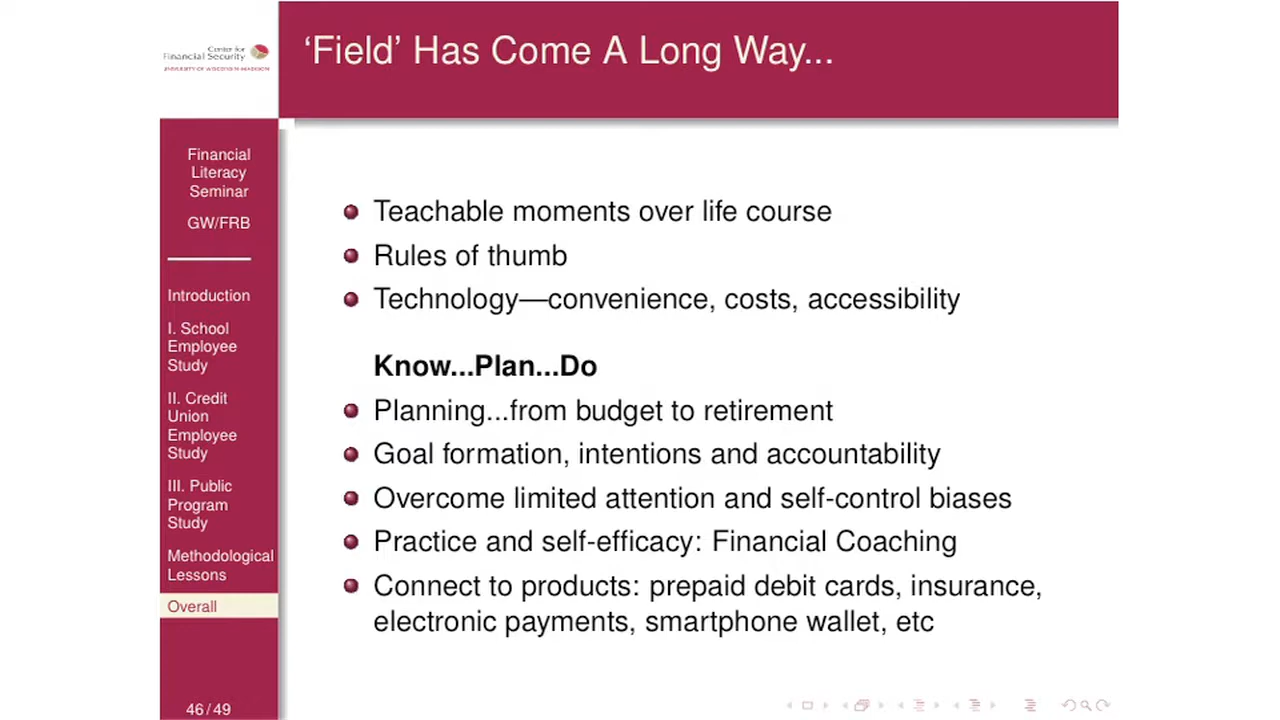 Center for
Financial Security
UNIVERSITY OF WISCONSIN-MADISON
‘Field’ Has Come A Long Way...
Financial
Literacy
Seminar
GW/FRB
Introduction
I. School
Employee
Study
II. Credit
Union
Employee
Study
III. Public
Program
Study
Methodological
Lessons
Overall
46/49
Teachable moments over life course
Rules of thumb
Technology—convenience, costs, accessibility
Know...Plan...Do
Planning...from budget to retirement
Goal formation, intentions and accountability
Overcome limited attention and self-control biases
Practice and self-efficacy: Financial Coaching
Connect to products: prepaid debit cards, insurance,
electronic payments, smartphone wallet, etc